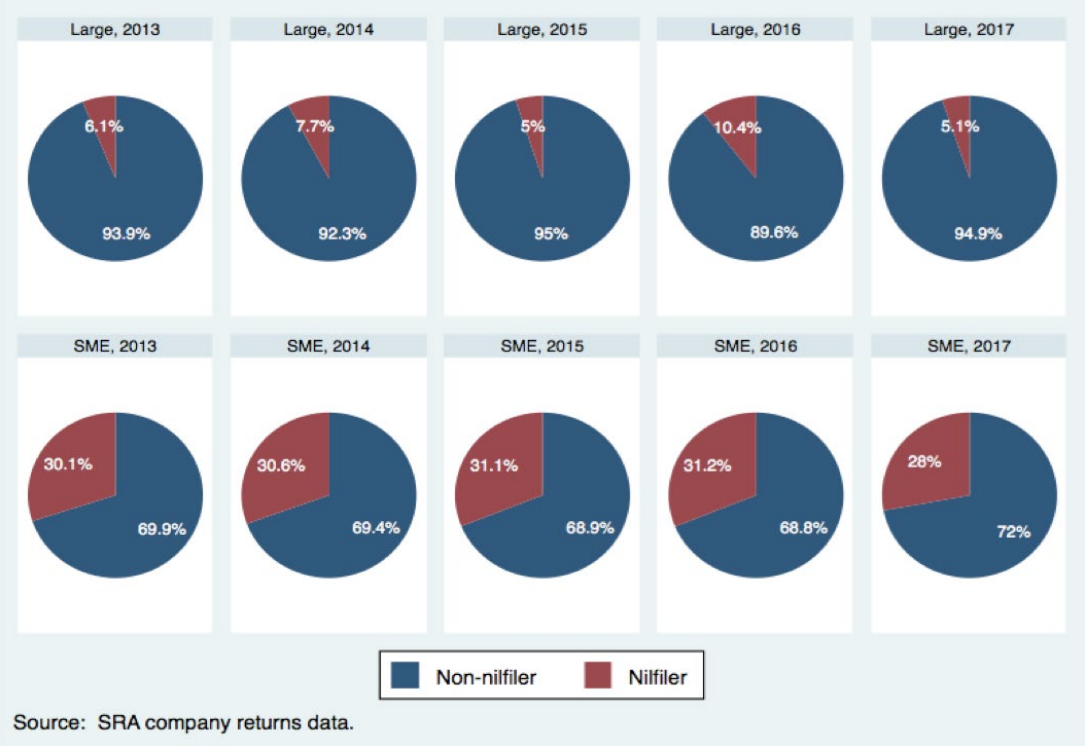 Large, 2013
Large, 2014
Large, 2015
Large, 2016
Large, 2017
6.1%
7.7%
5%
10.4%
5.1%
93.9%
92.3%
95%
89.6%
94.9%
SME, 2013
SME, 2014
SME, 2015
SME, 2016
SME, 2017
30.1%
30.6%
31.1%
31.2%
28%
69.9%
69.4%
68.9%
68.8%
72%
Non-nilfiler
Nilfiler
Source: SRA company returns data.